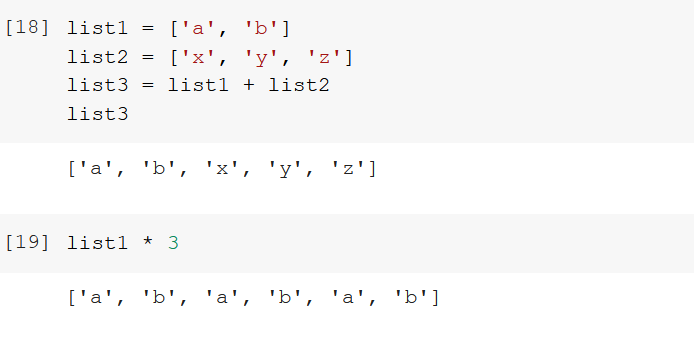 [18] list1 = ['a', 'b']
list2 = ['x', 'y', 'z']
list3 = list1 + list2
list3
['a', 'b', 'x', 'y', 'z']
[19] list1 * 3
['a', 'b', 'a', 'b', 'a', 'b']